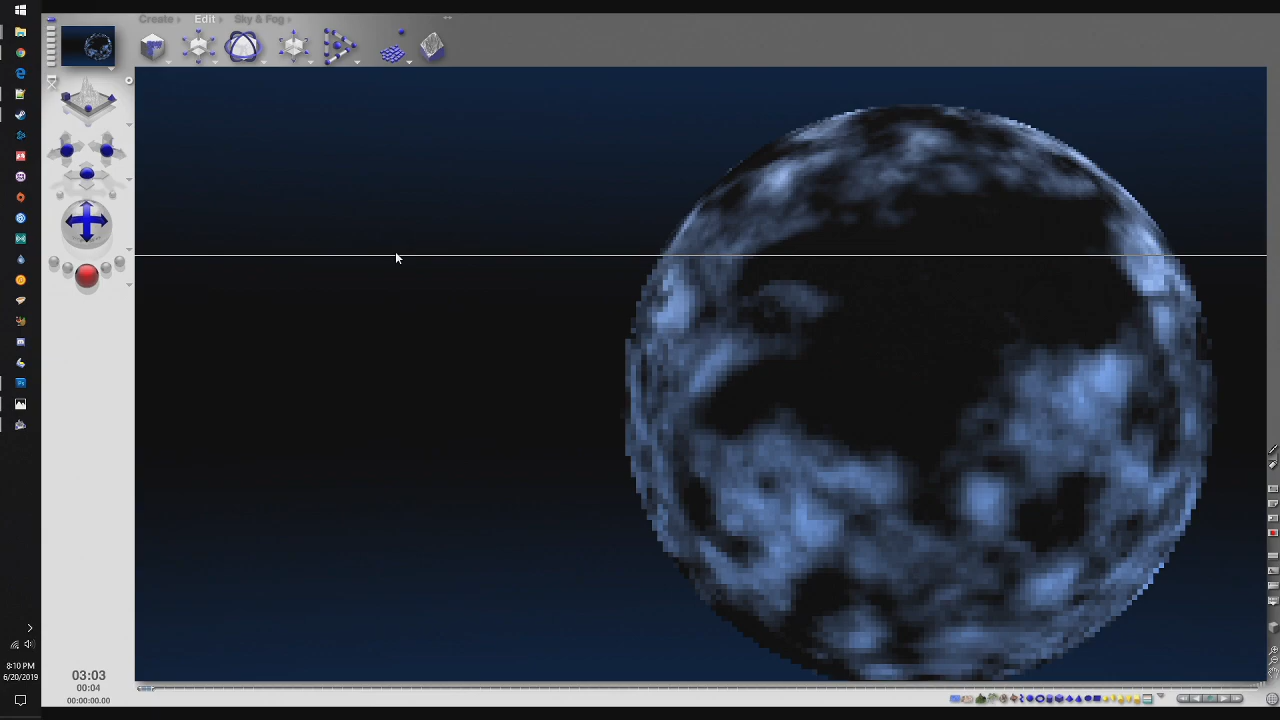 Create
Edit
Sky & Fog
8:10 PM
6/20/2019
03:03
00:04
00:00:00.00